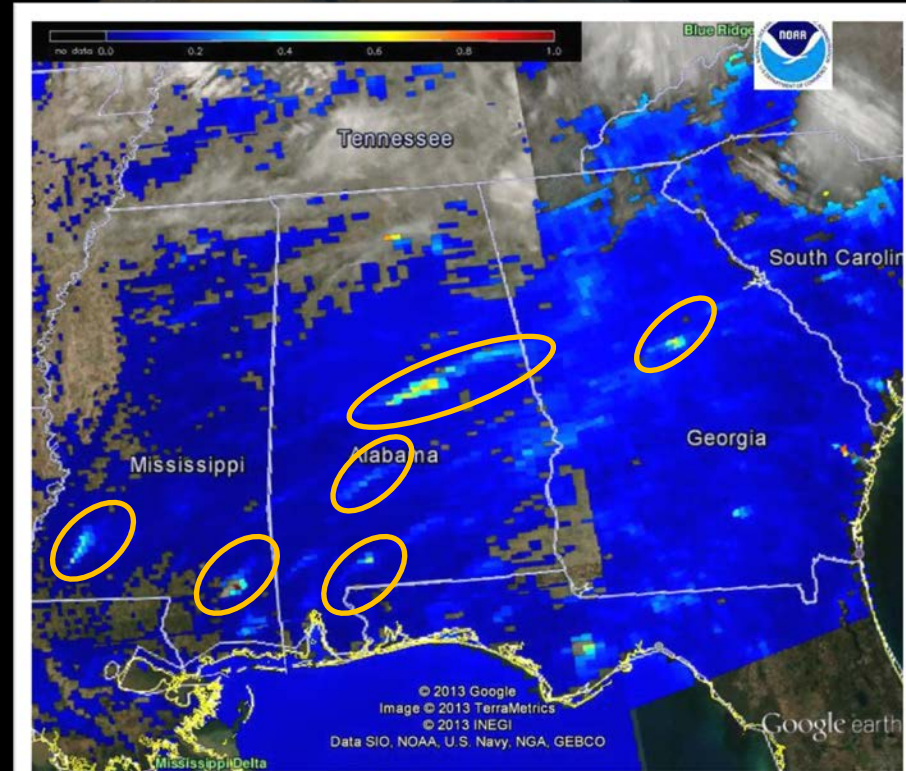 no data 0.0 0.2 0.4 0.6 0.8 1.0
Blue Ridge
NOAA
Tennessee
South Carolin
Mississippi
Alabama
Georgia
© 2013 Google
Image © 2013 TerraMetrics
© 2013 INEGI
Data SIO, NOAA, U.S. Navy, NGA, GEBCO
Google earth
Mississippi Delta